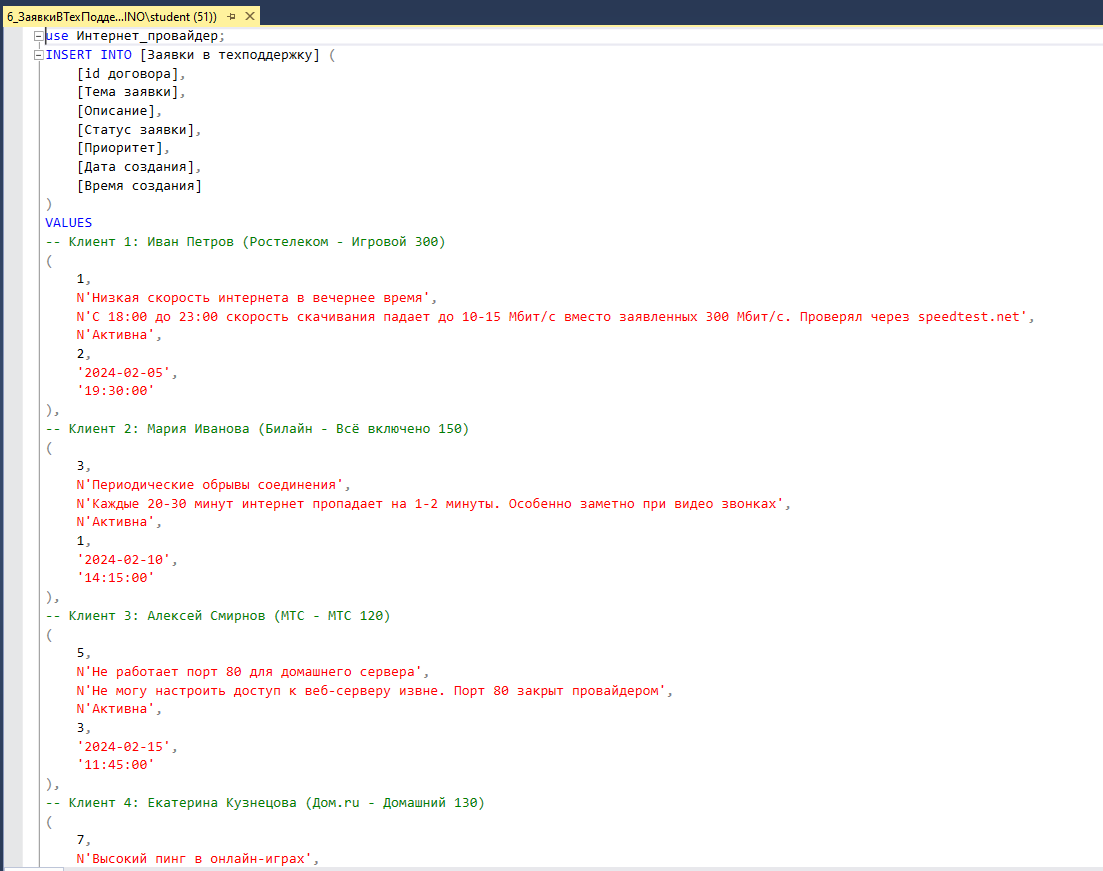 6_ЗаявкиВТехПодде...INO\student (51))
use Интернет_провайдер;
INSERT INTO [Заявки в техподдержку] (
[id договора],
[Тема заявки],
[Описание],
[Статус заявки],
[Приоритет],
[Дата создания],
[Время создания]
)
VALUES
-- Клиент 1: Иван Петров (Ростелеком - Игровой 300)
(
1,
N'Низкая скорость интернета в вечернее время',
N'С 18:00 до 23:00 скорость скачивания падает до 10-15 Мбит/с вместо заявленных 300 Мбит/с. Проверял через speedtest.net',
N'Активна',
2,
'2024-02-05',
'19:30:00'
),
-- Клиент 2: Мария Иванова (Билайн - Всё включено 150)
(
3,
N'Периодические обрывы соединения',
N'Каждые 20-30 минут интернет пропадает на 1-2 минуты. Особенно заметно при видео звонках',
N'Активна',
1,
'2024-02-10',
'14:15:00'
),
-- Клиент 3: Алексей Смирнов (МТС - МТС 120)
(
5,
N'Не работает порт 80 для домашнего сервера',
N'Не могу настроить доступ к веб-серверу извне. Порт 80 закрыт провайдером',
N'Активна',
3,
'2024-02-15',
'11:45:00'
),
-- Клиент 4: Екатерина Кузнецова (Дом.ru - Домашний 130)
(
7,
N'Высокий пинг в онлайн-играх',